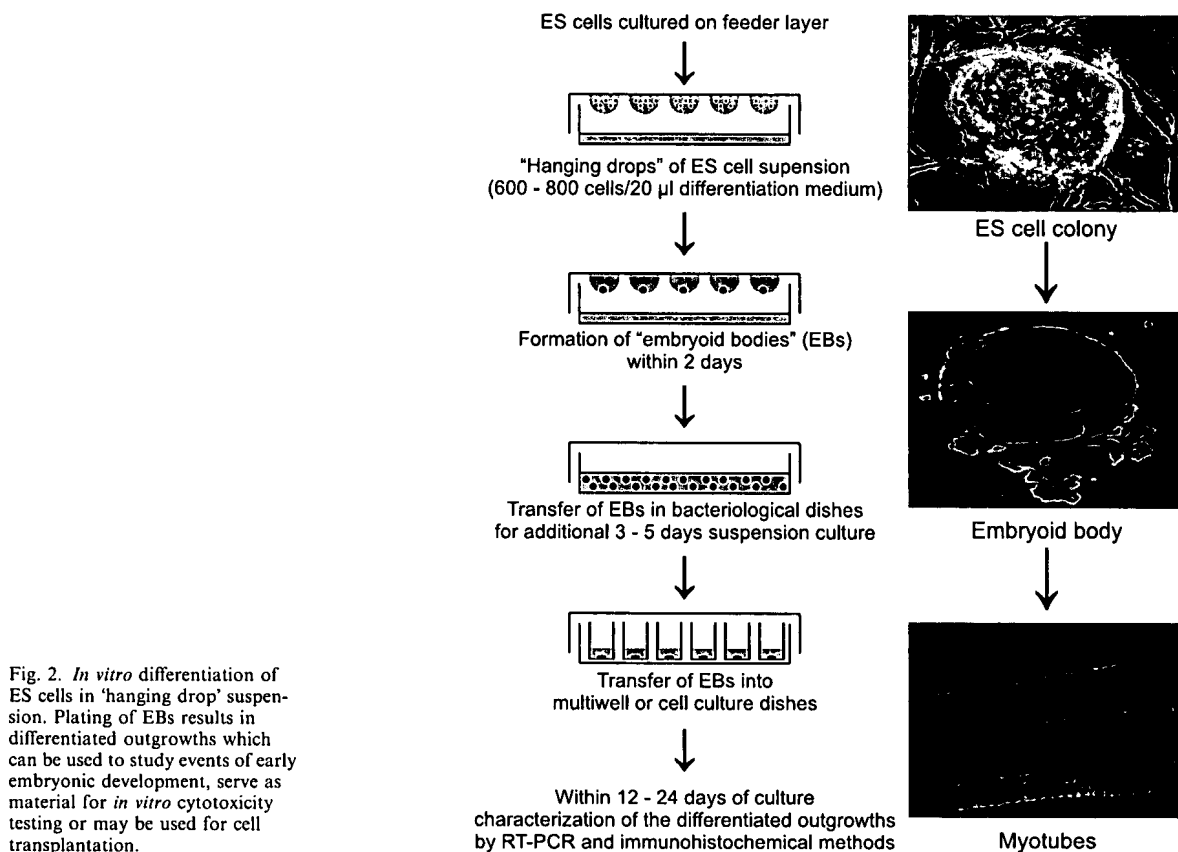 ES cells cultured on feeder layer
"Hanging drops" of ES cell supension
(600 - 800 cells/20 µl differentiation medium)
Formation of "embryoid bodies" (EBs)
within 2 days
Transfer of EBs in bacteriological dishes
for additional 3 - 5 days suspension culture
Transfer of EBs into
multiwell or cell culture dishes
Within 12 - 24 days of culture
characterization of the differentiated outgrowths
by RT-PCR and immunohistochemical methods
ES cell colony
Embryoid body
Myotubes
Fig. 2. In vitro differentiation of
ES cells in 'hanging drop' suspen-
sion. Plating of EBs results in
differentiated outgrowths which
can be used to study events of early
embryonic development, serve as
material for in vitro cytotoxicity
testing or may be used for cell
transplantation.